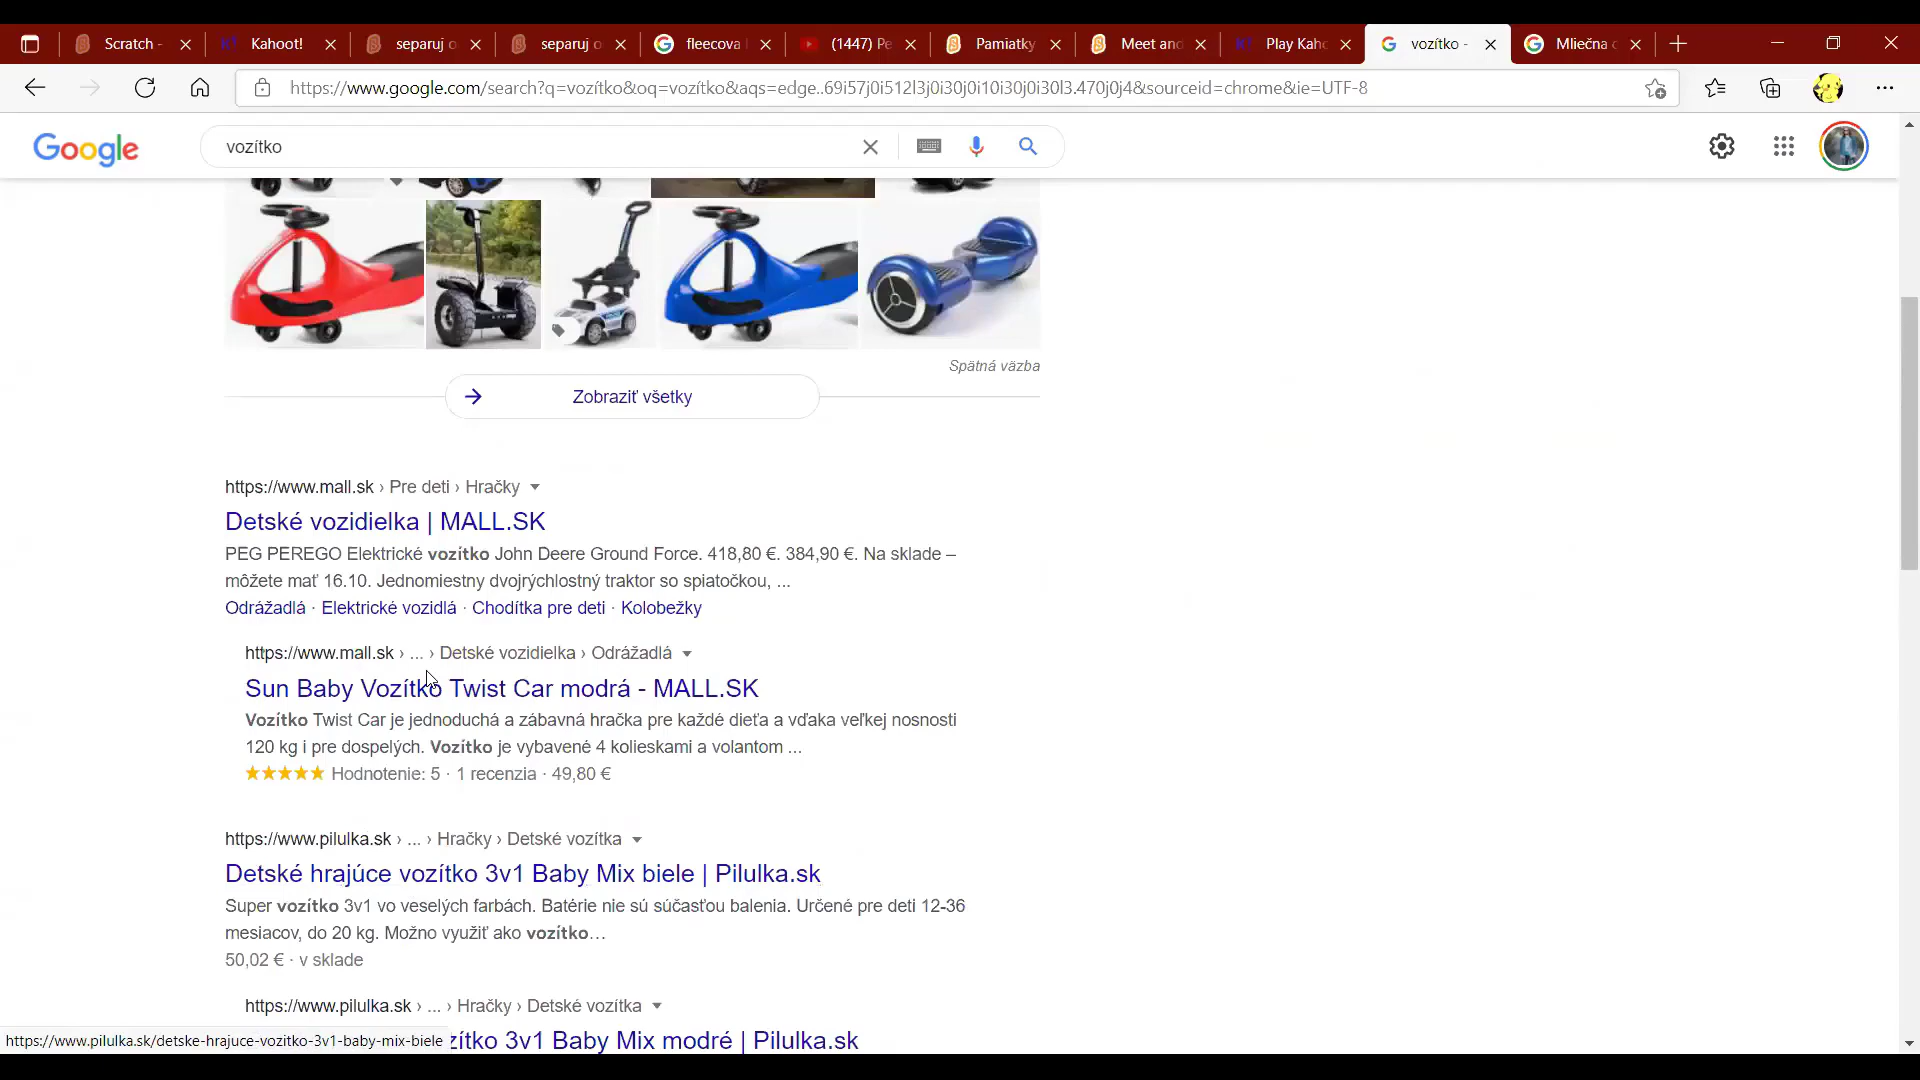 Scratch -
Kahoot!
separuj o
separuj o
fleecova
(1447) Pe
Pamiatky
Meet and
Play Kaho
vozítko -
Mliečna
https://www.google.com/search?q=vozítko&oq=vozítko&aqs=edge..69i57j0i512l3j0i30j0i10i30j0i30l3.470j0j4&sourceid=chrome&ie=UTF-8
Google
vozítko
Spätná väzba
Zobraziť všetky
https://www.mall.sk › Pre deti › Hračky
Detské vozidielka | MALL.SK
PEG PEREGO Elektrické vozítko John Deere Ground Force. 418,80 €. 384,90 €. Na sklade –
môžete mať 16.10. Jednomiestny dvojrýchlostný traktor so spiatočkou, ...
Odrážadlá · Elektrické vozidlá · Chodítka pre deti · Kolobežky
https://www.mall.sk › ... › Detské vozidielka › Odrážadlá
Sun Baby Vozítko Twist Car modrá - MALL.SK
Vozítko Twist Car je jednoduchá a zábavná hračka pre každé dieťa a vďaka veľkej nosnosti
120 kg i pre dospelých. Vozítko je vybavené 4 kolieskami a volantom ...
Hodnotenie: 5 · 1 recenzia · 49,80 €
https://www.pilulka.sk › ... › Hračky › Detské vozítka
Detské hrajúce vozítko 3v1 Baby Mix biele | Pilulka.sk
Super vozítko 3v1 vo veselých farbách. Batérie nie sú súčasťou balenia. Určené pre deti 12-36
mesiacov, do 20 kg. Možno využiť ako vozítko…
50,02 € · v sklade
https://www.pilulka.sk › ... › Hračky › Detské vozítka
zítko 3v1 Baby Mix modré | Pilulka.sk
https://www.pilulka.sk/detske-hrajuce-vozitko-3v1-baby-mix-biele